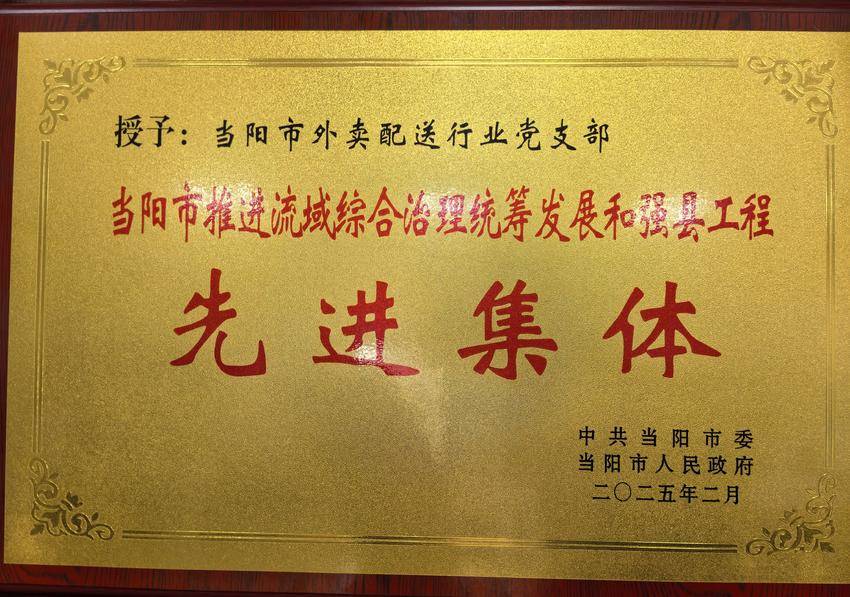 授予：当阳市外卖配送行业党支部
当阳市推进流域综合治理统筹发展和强县工程
先进集体
中共当阳市委
当阳市人民政府
二〇二五年二月